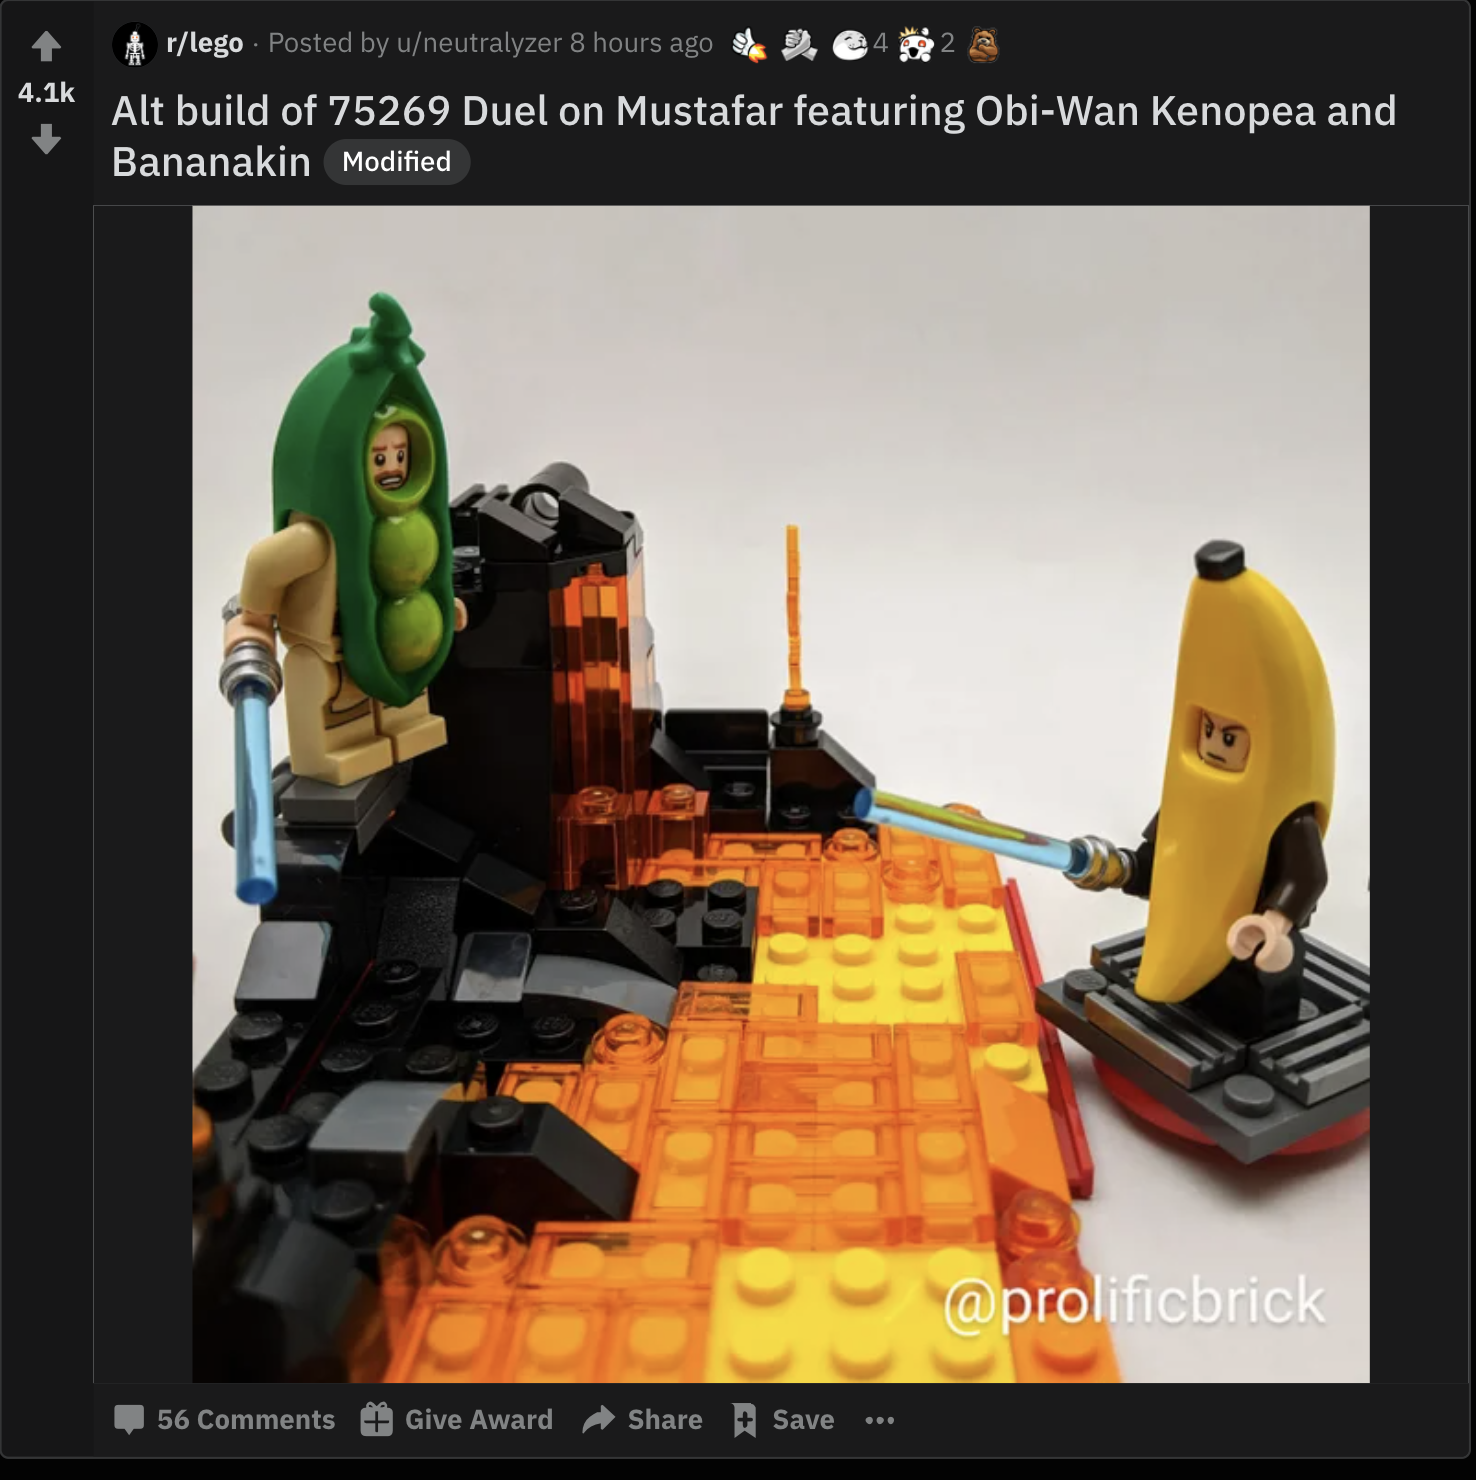 r/lego · Posted by u/neutralyzer 8 hours ago 4 2
4.1k
Alt build of 75269 Duel on Mustafar featuring Obi-Wan Kenopea and
Bananakin Modified
@prolificbrick
56 Comments Give Award Share Save ...